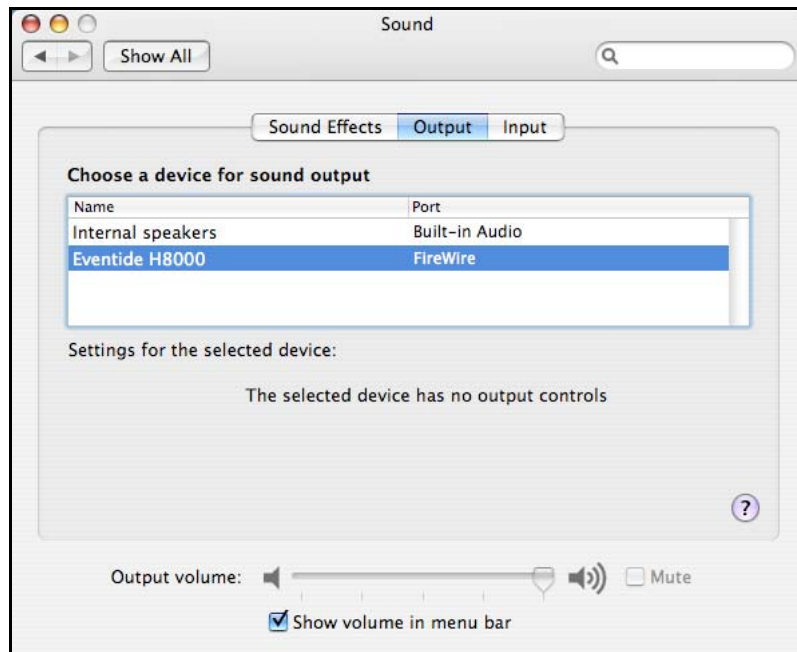 Sound
Show All
Sound Effects Output Input
Choose a device for sound output
Name Port
Internal speakers Built-in Audio
Eventide H8000 FireWire
Settings for the selected device:
The selected device has no output controls
?
Output volume: Mute
Show volume in menu bar